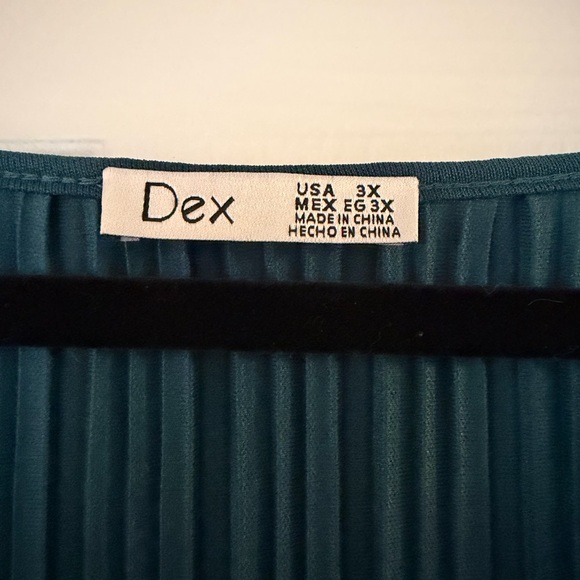 Dex
USA 3X
MEX EG 3X
MADE IN CHINA
HECHO EN CHINA